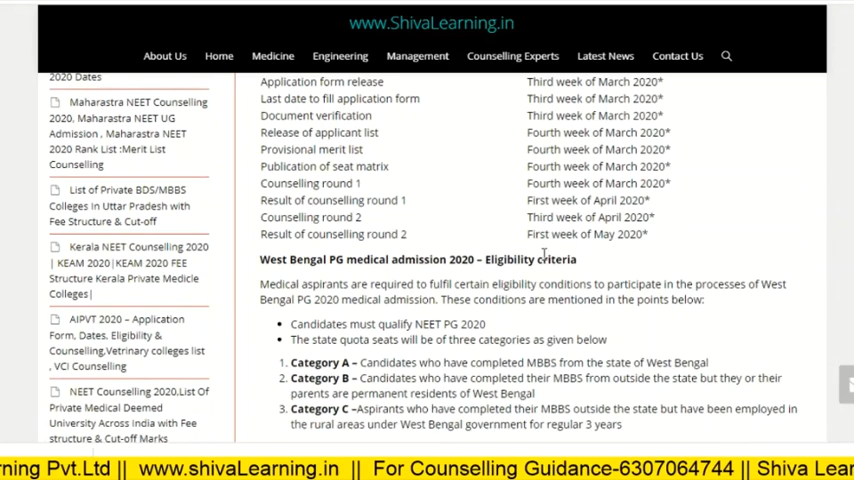 www.ShivaLearning.in
About Us Home Medicine Engineering Management Counselling Experts Latest News Contact Us
2020 Dates
Maharastra NEET Counselling
2020, Maharastra NEET UG
Admission , Maharastra NEET
2020 Rank List :Merit List
Counselling
List of Private BDS/MBBS
Colleges In Uttar Pradesh with
Fee Structure & Cut-off
Kerala NEET Counselling 2020
| KEAM 2020|KEAM 2020 FEE
Structure Kerala Private Medicle
Colleges|
AIPVT 2020 – Application
Form, Dates, Eligibility &
Counselling,Vetrinary colleges list
, VCI Counselling
NEET Counselling 2020,List Of
Private Medical Deemed
University Across India with Fee
structure & Cut-off Marks
Application form release Third week of March 2020*
Last date to fill application form Third week of March 2020*
Document verification Third week of March 2020*
Release of applicant list Fourth week of March 2020*
Provisional merit list Fourth week of March 2020*
Publication of seat matrix Fourth week of March 2020*
Counselling round 1 Fourth week of March 2020*
Result of counselling round 1 First week of April 2020*
Counselling round 2 Third week of April 2020*
Result of counselling round 2 First week of May 2020*
West Bengal PG medical admission 2020 – Eligibility criteria
Medical aspirants are required to fulfil certain eligibility conditions to participate in the processes of West
Bengal PG 2020 medical admission. These conditions are mentioned in the points below:
• Candidates must qualify NEET PG 2020
• The state quota seats will be of three categories as given below
1. Category A – Candidates who have completed MBBS from the state of West Bengal
2. Category B – Candidates who have completed their MBBS from outside the state but they or their
parents are permanent residents of West Bengal
3. Category C –Aspirants who have completed their MBBS outside the state but have been employed in
the rural areas under West Bengal government for regular 3 years
rning Pvt.Ltd || www.shivaLearning.in || For Counselling Guidance-6307064744 || Shiva Lear